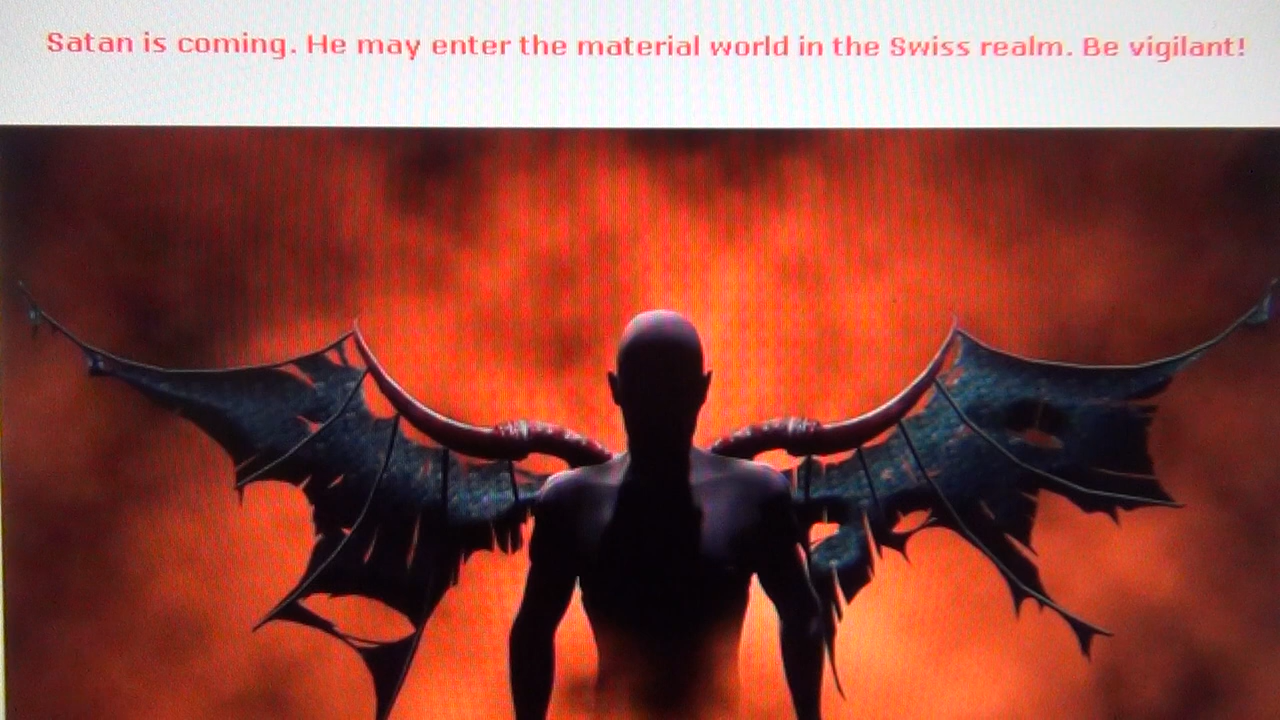 Satan is coming. He may enter the material world in the Swiss realm. Be vigilant!